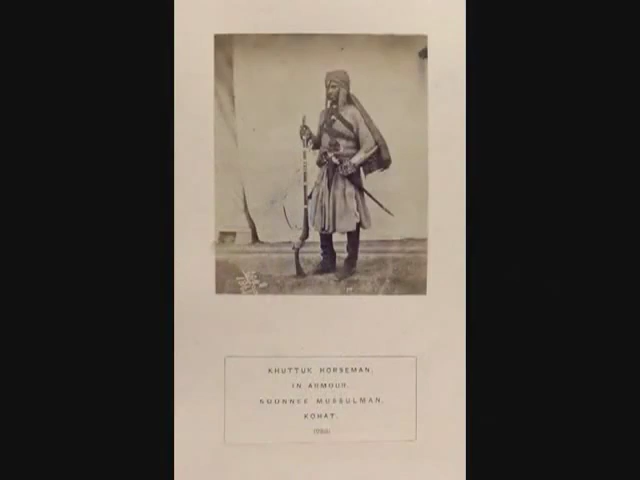 KHUTTUK HORSEMAN,
IN ARMOUR.
SOONNEE MUSSULMAN.
KOHAT.